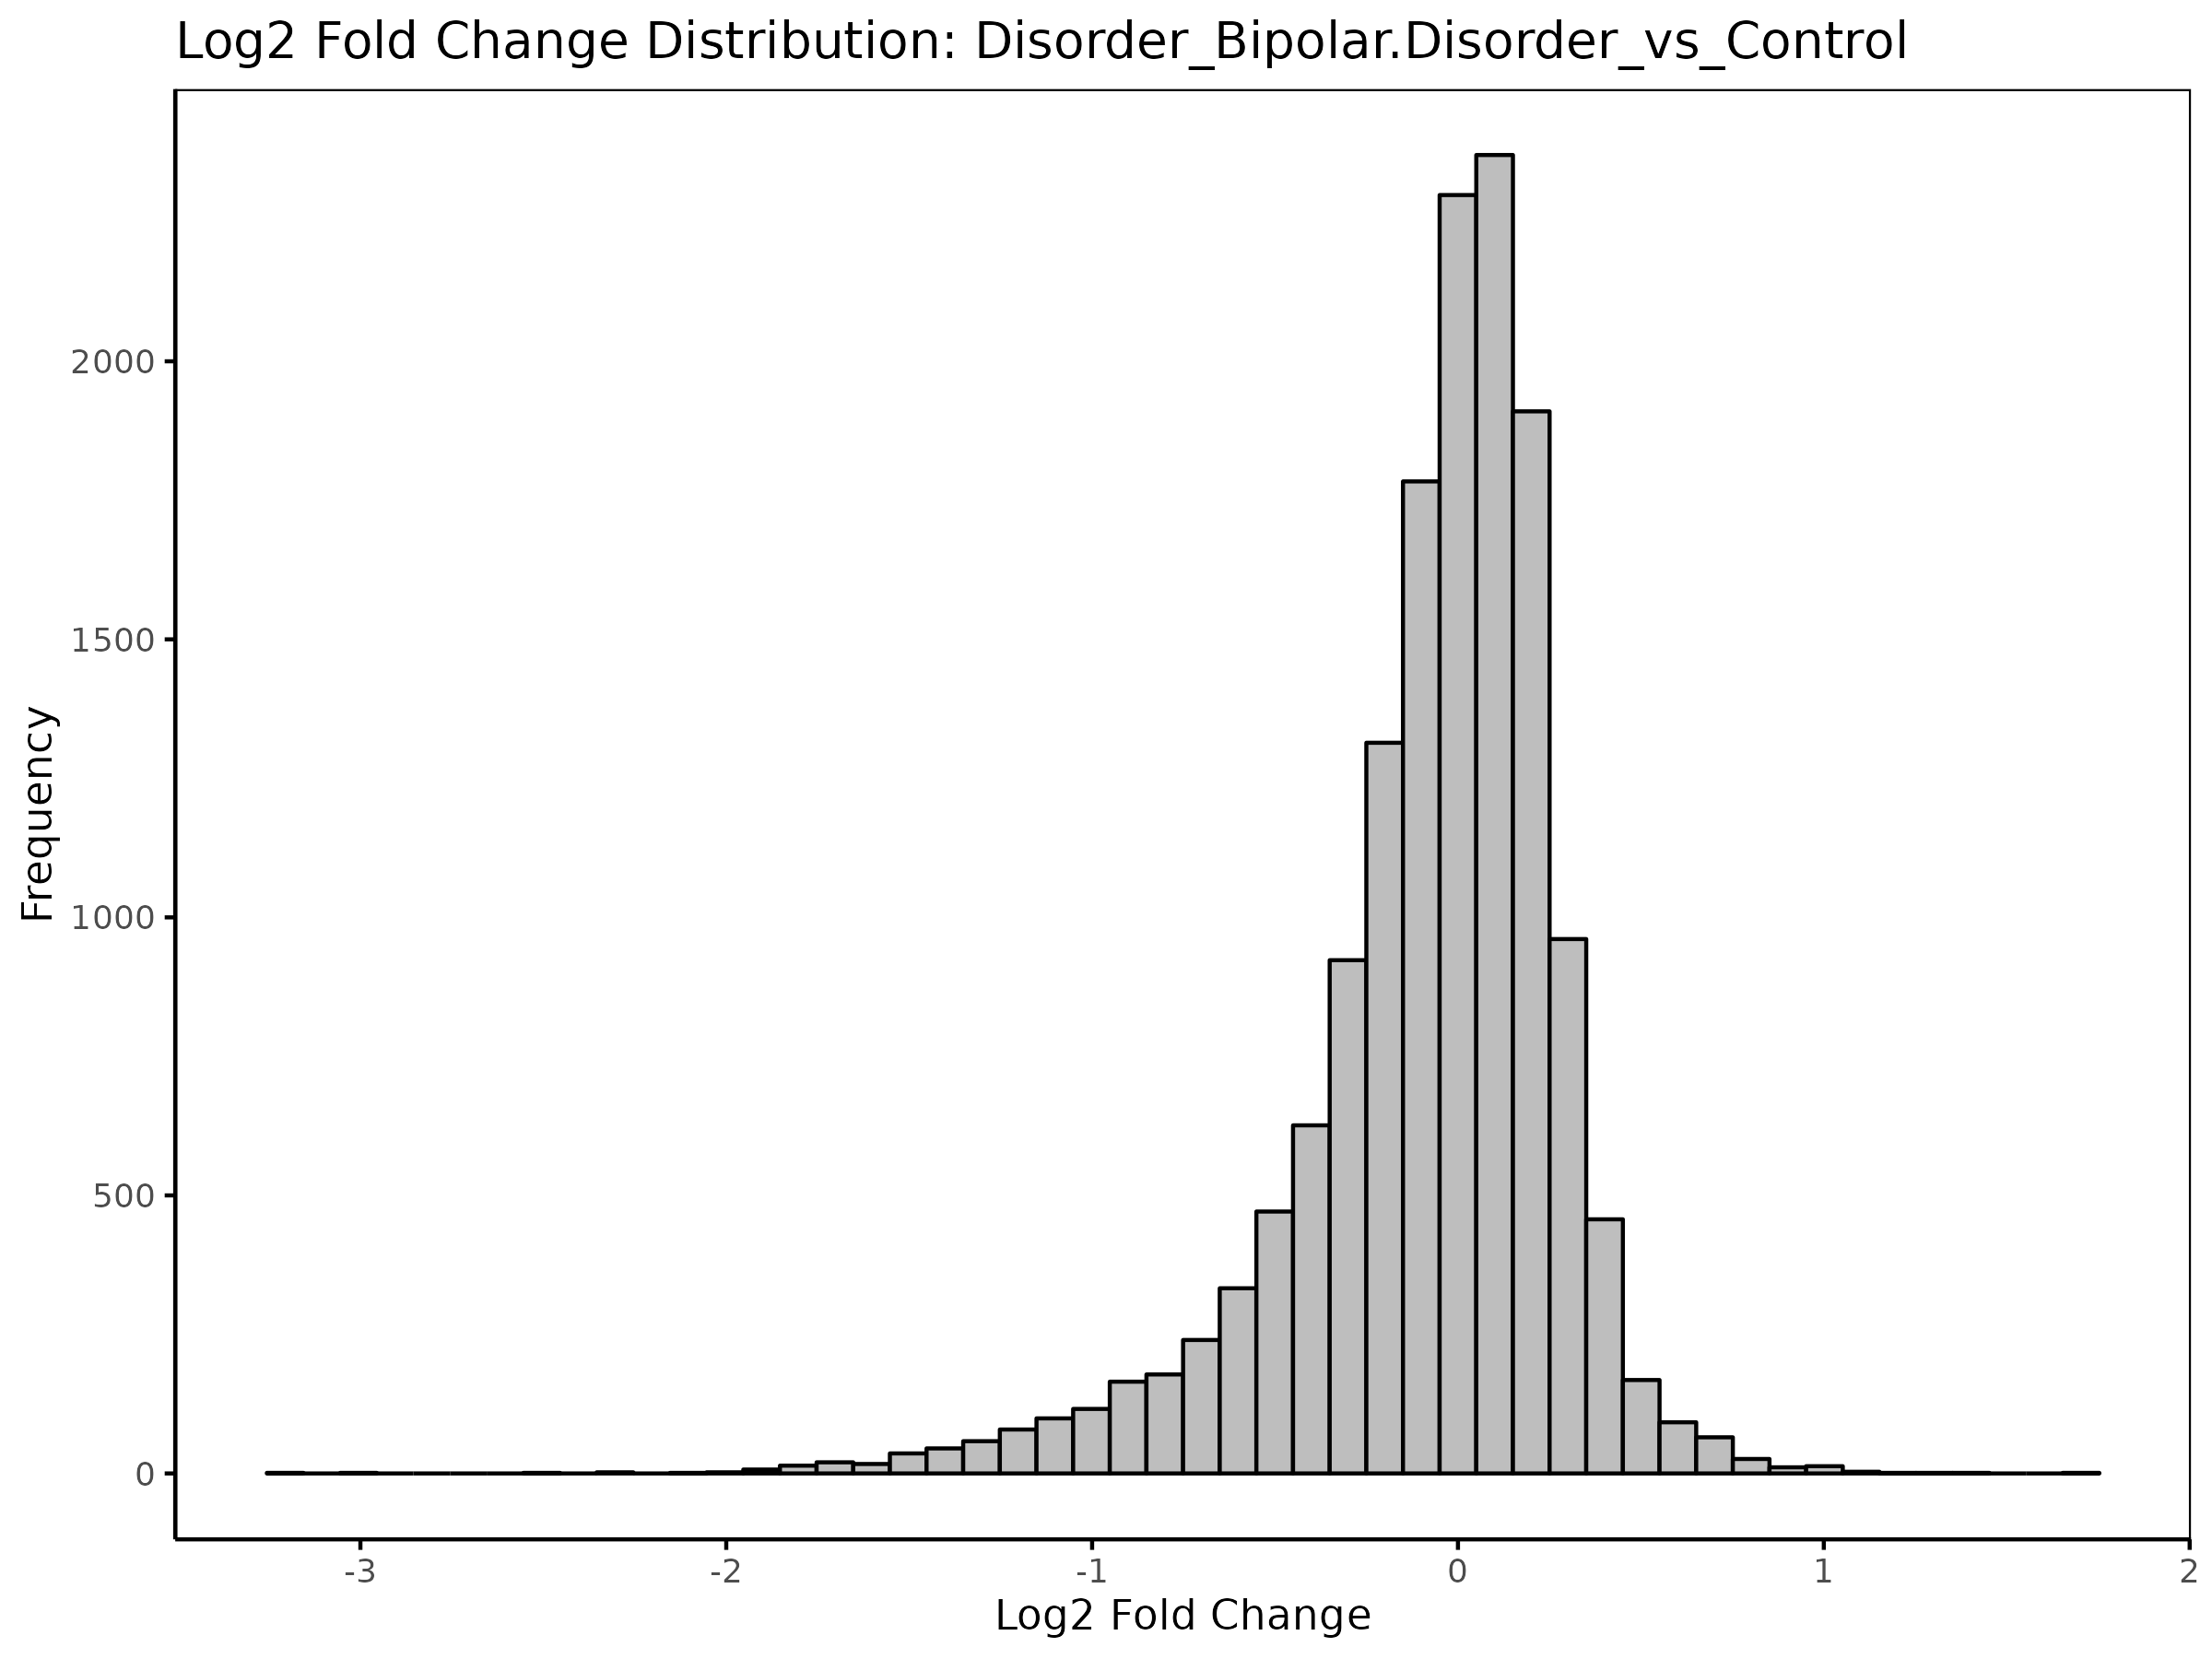 Log2 Fold Change Distribution: Disorder_Bipolar.Disorder_vs_Control
Frequency
2000
1500
1000
500
0
-3 -2 -1 0 1 2
Log2 Fold Change